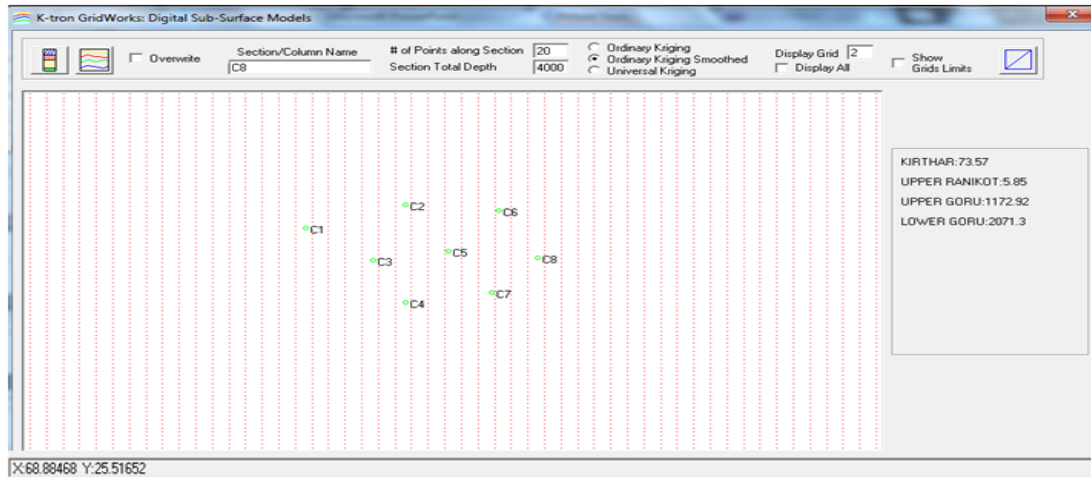 K-tron GridWorks: Digital Sub-Surface Models
Overwrite
Section/Column Name
C8
# of Points along Section 20
Section Total Depth 4000
Ordinary Kriging
Ordinary Kriging Smoothed
Universal Kriging
Display Grid 2
Display All
Show
Grids Limits
KIRTHAR:73.57
UPPER RANIKOT:5.85
UPPER GORU:1172.92
LOWER GORU:2071.3
C2
C6
C1
C5
C8
C3
C7
C4
X:68.88468 Y:25.51652